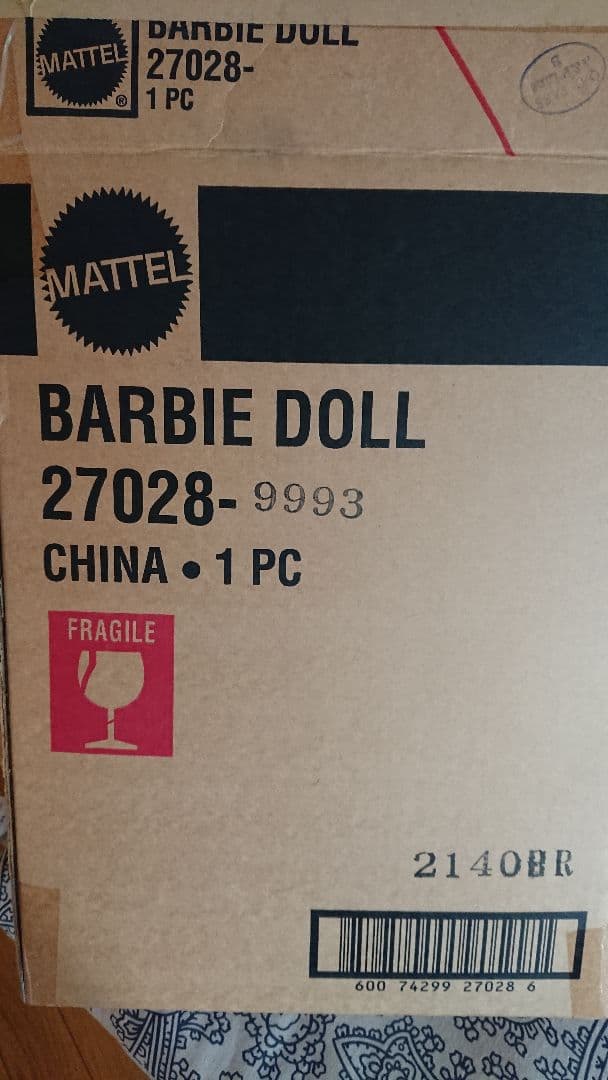 MATTEL
®
BARBIE DOLL
27028-
1 PC
MATTEL
BARBIE DOLL
27028- 9993
CHINA • 1 PC
FRAGILE
2140BR
600 74299 27028 6